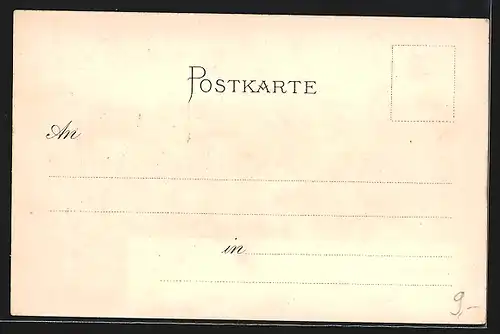 POSTKARTE
An
in
9,-